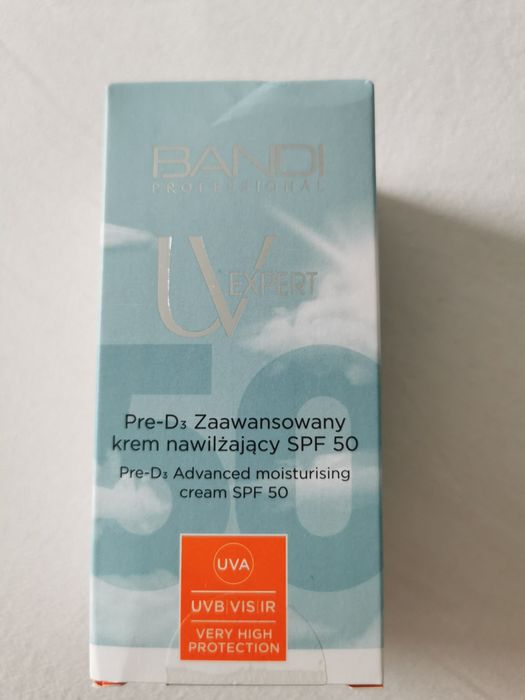 BANDI
PROFESSIONAL
UV
EXPERT
50
Pre-D₃ Zaawansowany
krem nawilżający SPF 50
Pre-D₃ Advanced moisturising
cream SPF 50
UVA
UVB|VIS|IR
VERY HIGH
PROTECTION